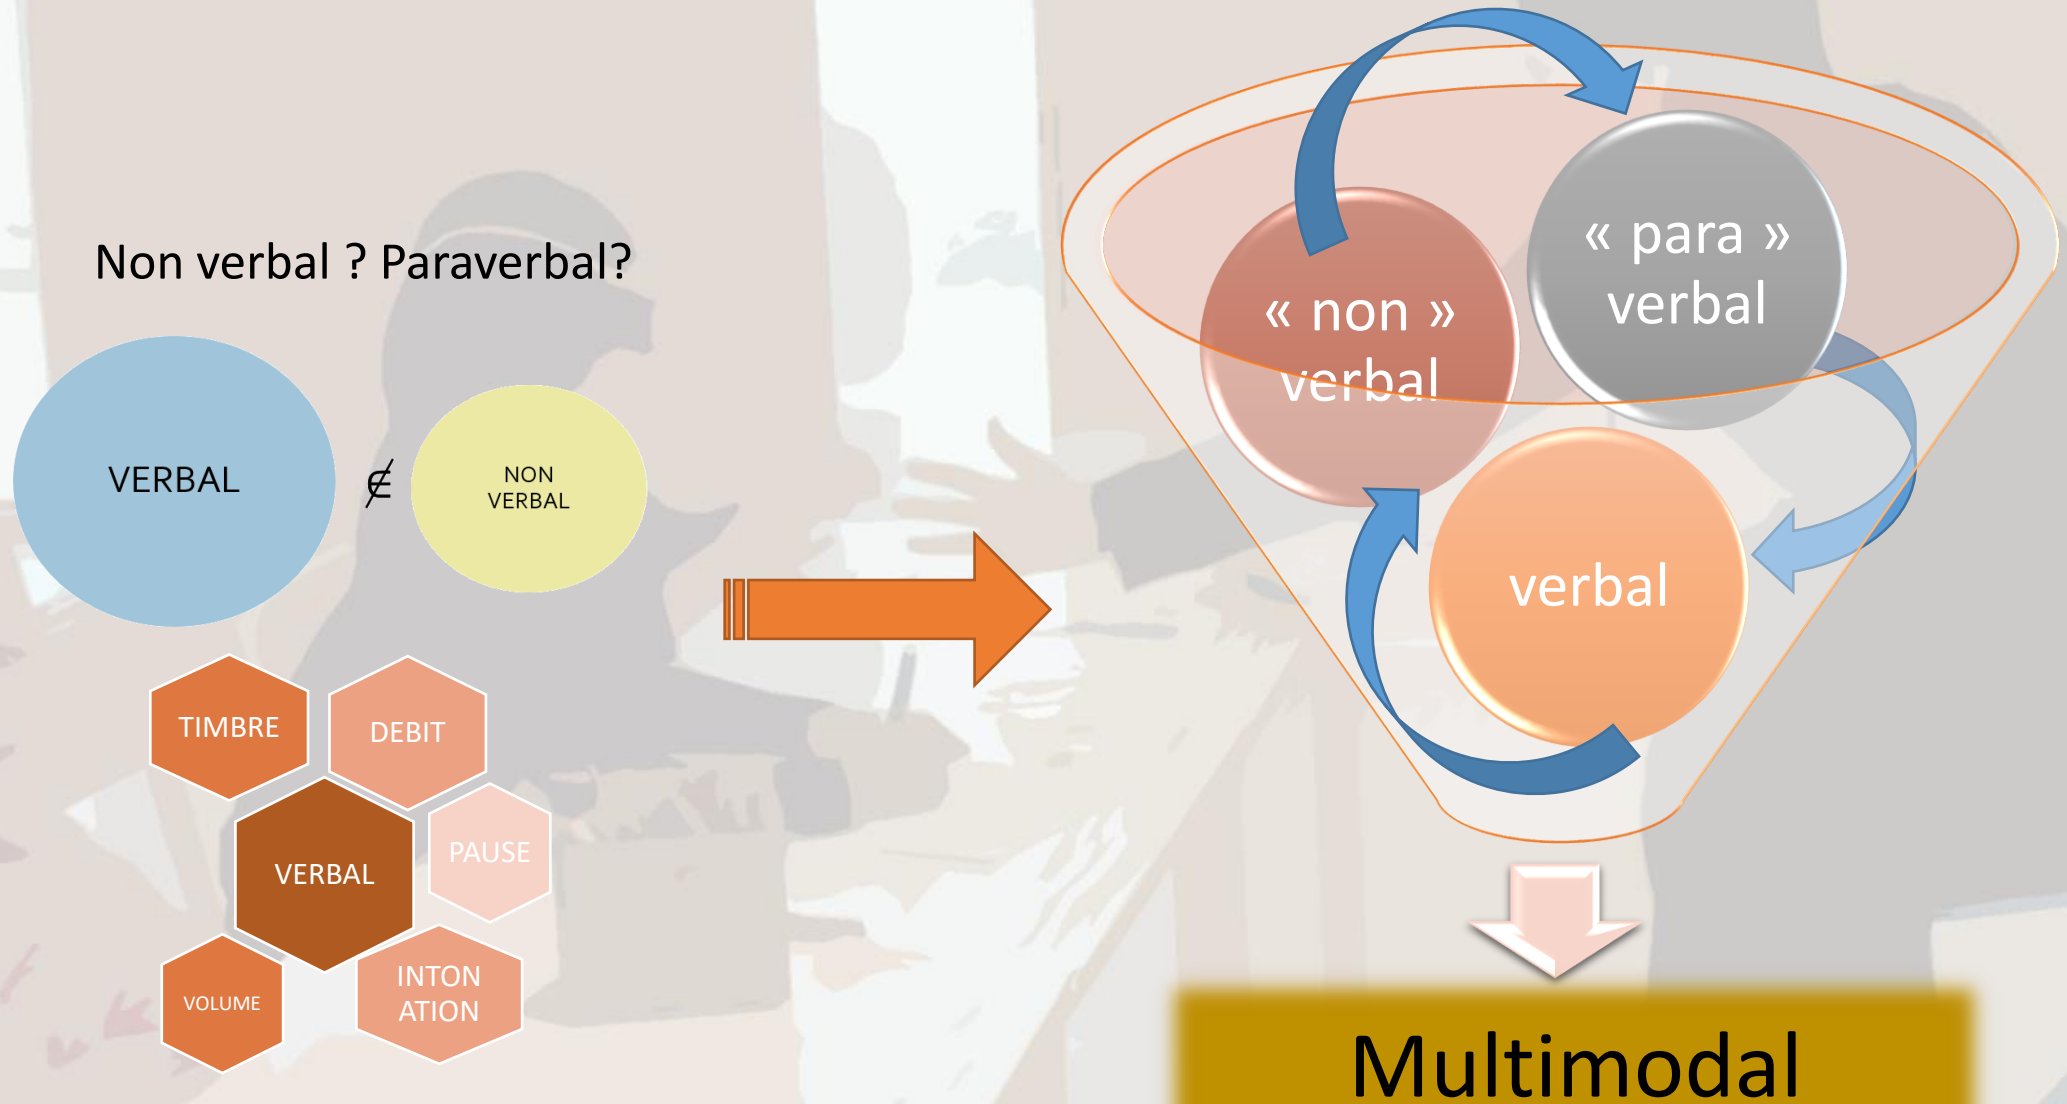 Non verbal ? Paraverbal?
VERBAL
∉
NON
VERBAL
TIMBRE
DEBIT
PAUSE
VERBAL
VOLUME
INTON
ATION
« non »
verbal
« para »
verbal
verbal
Multimodal